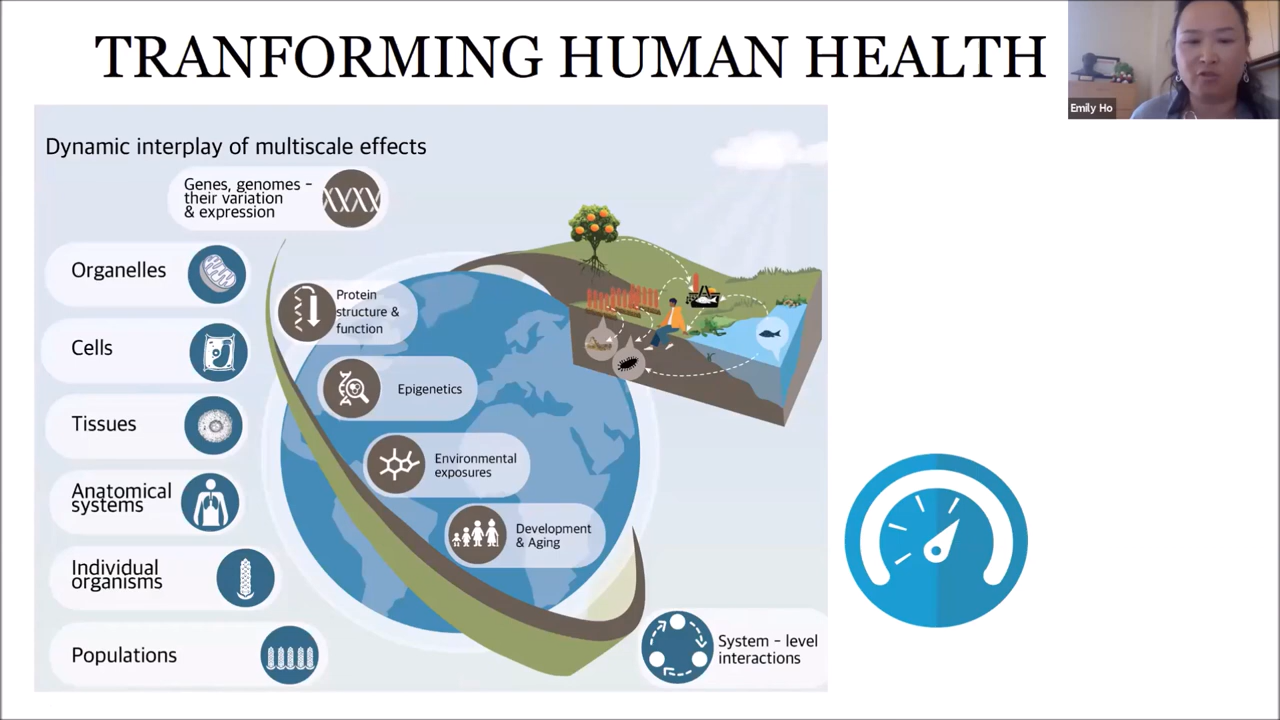 TRANFORMING HUMAN HEALTH
Emily Ho
Dynamic interplay of multiscale effects
Genes, genomes –
their variation
& expression
Organelles
Protein
structure &
function
Cells
Epigenetics
Tissues
Environmental
exposures
Anatomical
systems
Development
& Aging
Individual
organisms
Populations
System – level
interactions